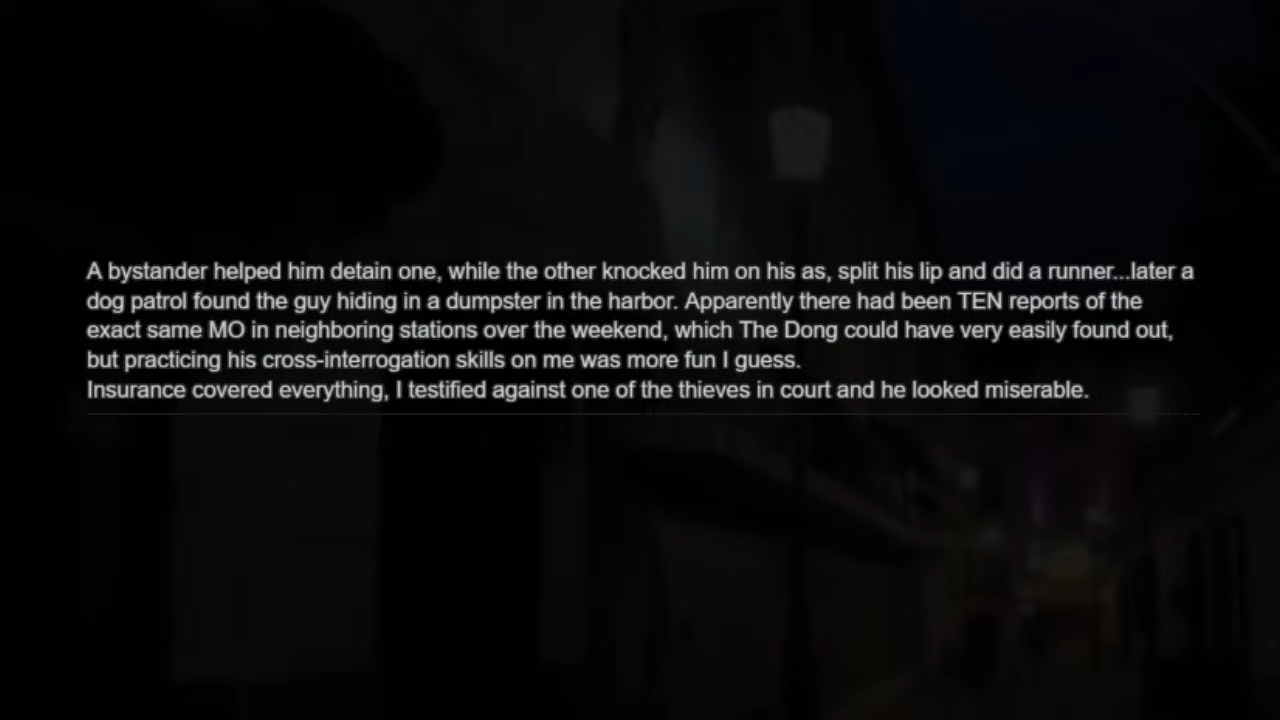 A bystander helped him detain one, while the other knocked him on his as, split his lip and did a runner...later a
dog patrol found the guy hiding in a dumpster in the harbor. Apparently there had been TEN reports of the
exact same MO in neighboring stations over the weekend, which The Dong could have very easily found out,
but practicing his cross-interrogation skills on me was more fun I guess.
Insurance covered everything, I testified against one of the thieves in court and he looked miserable.